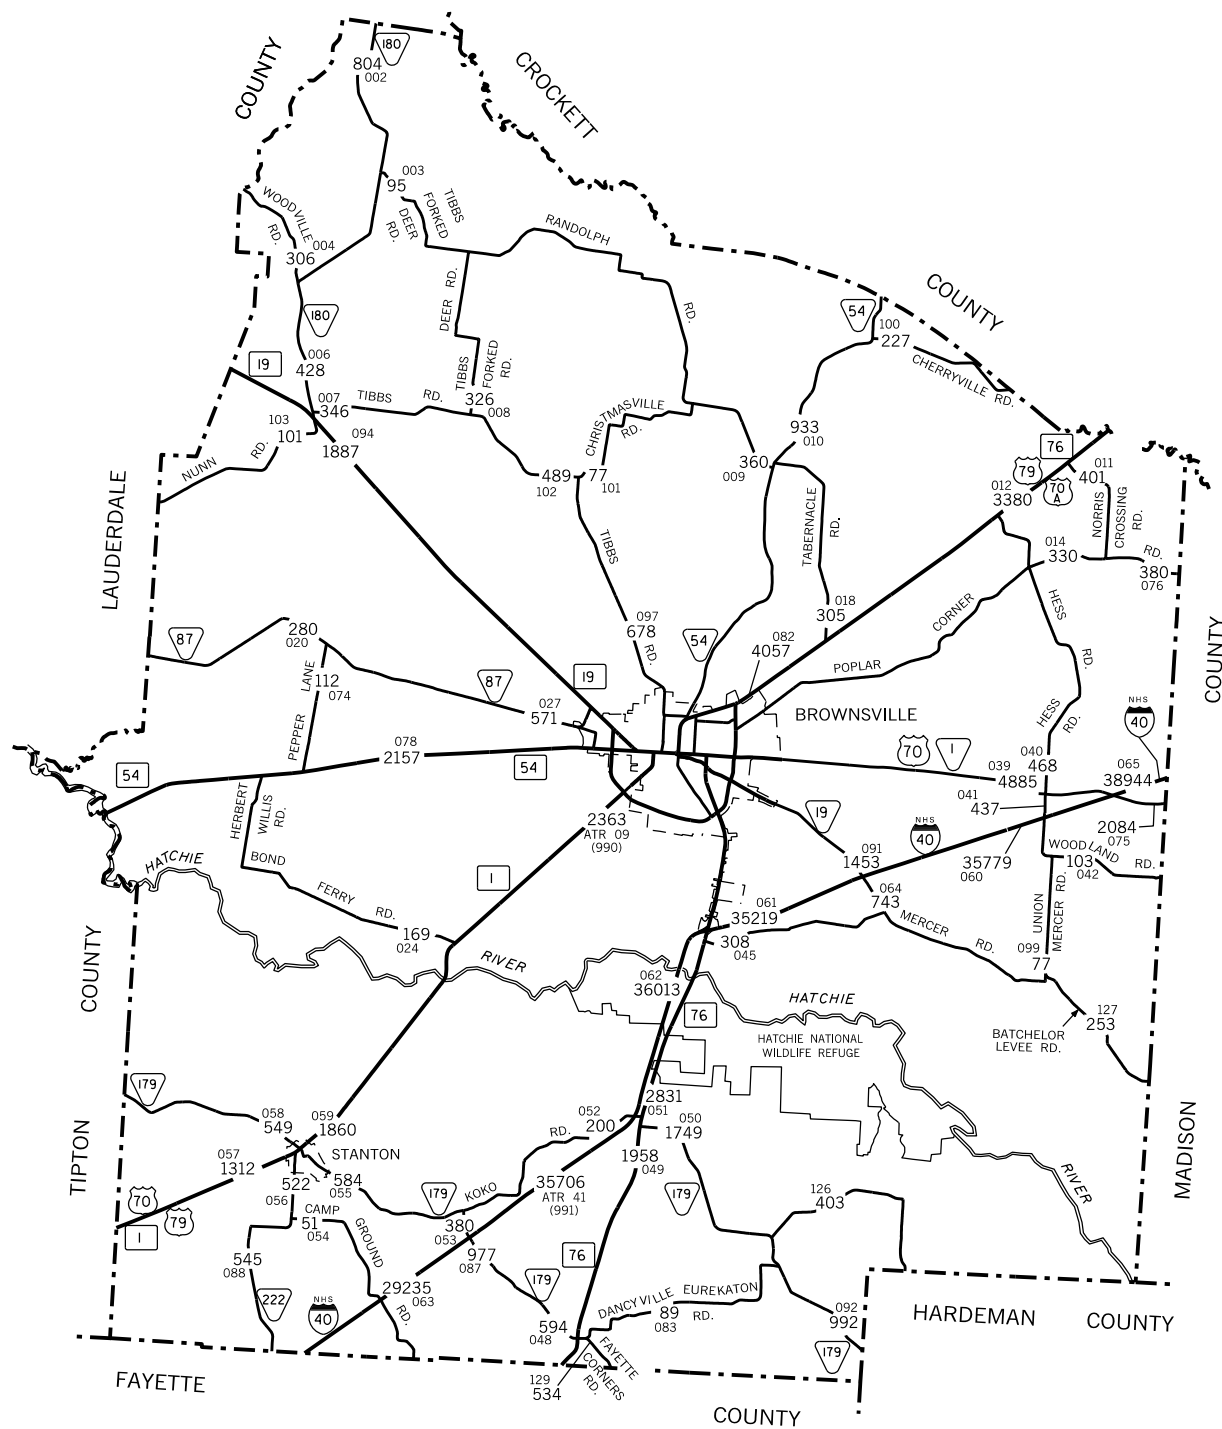 COUNTY
180
804
002
CROCKETT
003
95
TIBBS
FORKED
DEER
RD.
WOODVILLE
RD.
004
306
RANDOLPH
RD.
180
DEER RD.
COUNTY
54
100
227
CHERRYVILLE RD.
19
006
428
TIBBS
FORKED
RD.
326
008
007
346
TIBBS RD.
103
101
NUNN RD.
094
1887
CHRISTMASVILLE
RD.
933
010
360
009
489
102
77
101
76
79
70
A
011
401
012
3380
NORRIS
CROSSING
RD.
TABERNACLE
RD.
TIBBS
RD.
014
330
RD.
380
076
LAUDERDALE
COUNTY
87
280
020
097
678
54
018
305
082
4057
CORNER
POPLAR
HESS
RD.
LANE
PEPPER
112
074
87
19
027
571
BROWNSVILLE
HESS
RD.
NHS
40
54
078
2157
54
70
1
040
468
039
4885
065
38944
HERBERT
WILLIS
RD.
2363
ATR 09
(990)
19
NHS
40
041
437
2084
075
HATCHIE
BOND
FERRY
RD.
1
091
1453
35779
060
WOODLAND
RD.
103
042
064
743
061
35219
UNION
MERCER RD.
169
024
308
045
MERCER
RD.
099
77
COUNTY
RIVER
062
36013
76
HATCHIE
HATCHIE NATIONAL
WILDLIFE REFUGE
127
253
BATCHELOR
LEVEE RD.
179
2831
051
058
549
059
1860
052
200
RD.
050
1749
TIPTON
STANTON
057
1312
1958
049
MADISON
RIVER
522
056
584
055
35706
ATR 41
(991)
KOKO
179
179
126
403
70
79
1
CAMP
GROUND
RD.
51
054
380
053
977
087
76
545
088
222
NHS
40
29235
063
179
594
048
DANCYVILLE
EUREKATON
RD.
89
083
092
992
179
HARDEMAN
COUNTY
FAYETTE
CORNERS
RD.
129
534
FAYETTE
COUNTY